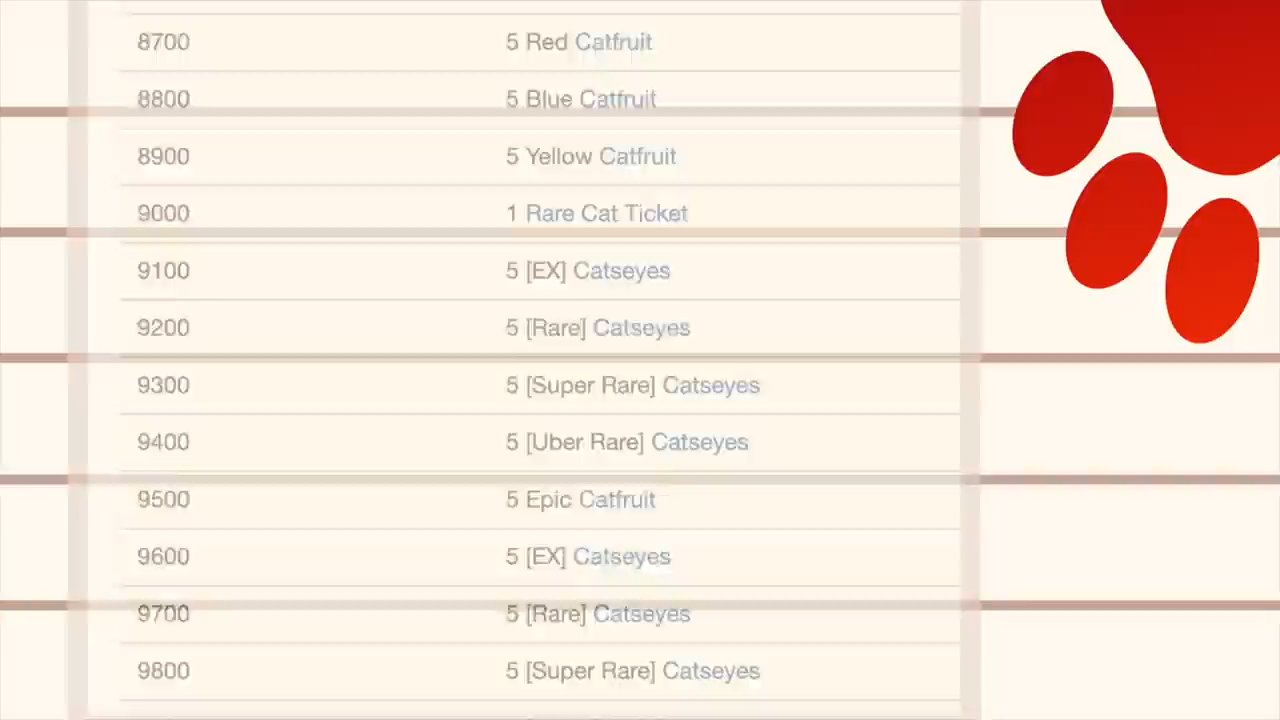 8700 5 Red Catfruit
8800 5 Blue Catfruit
8900 5 Yellow Catfruit
9000 1 Rare Cat Ticket
9100 5 [EX] Catseyes
9200 5 [Rare] Catseyes
9300 5 [Super Rare] Catseyes
9400 5 [Uber Rare] Catseyes
9500 5 Epic Catfruit
9600 5 [EX] Catseyes
9700 5 [Rare] Catseyes
9800 5 [Super Rare] Catseyes